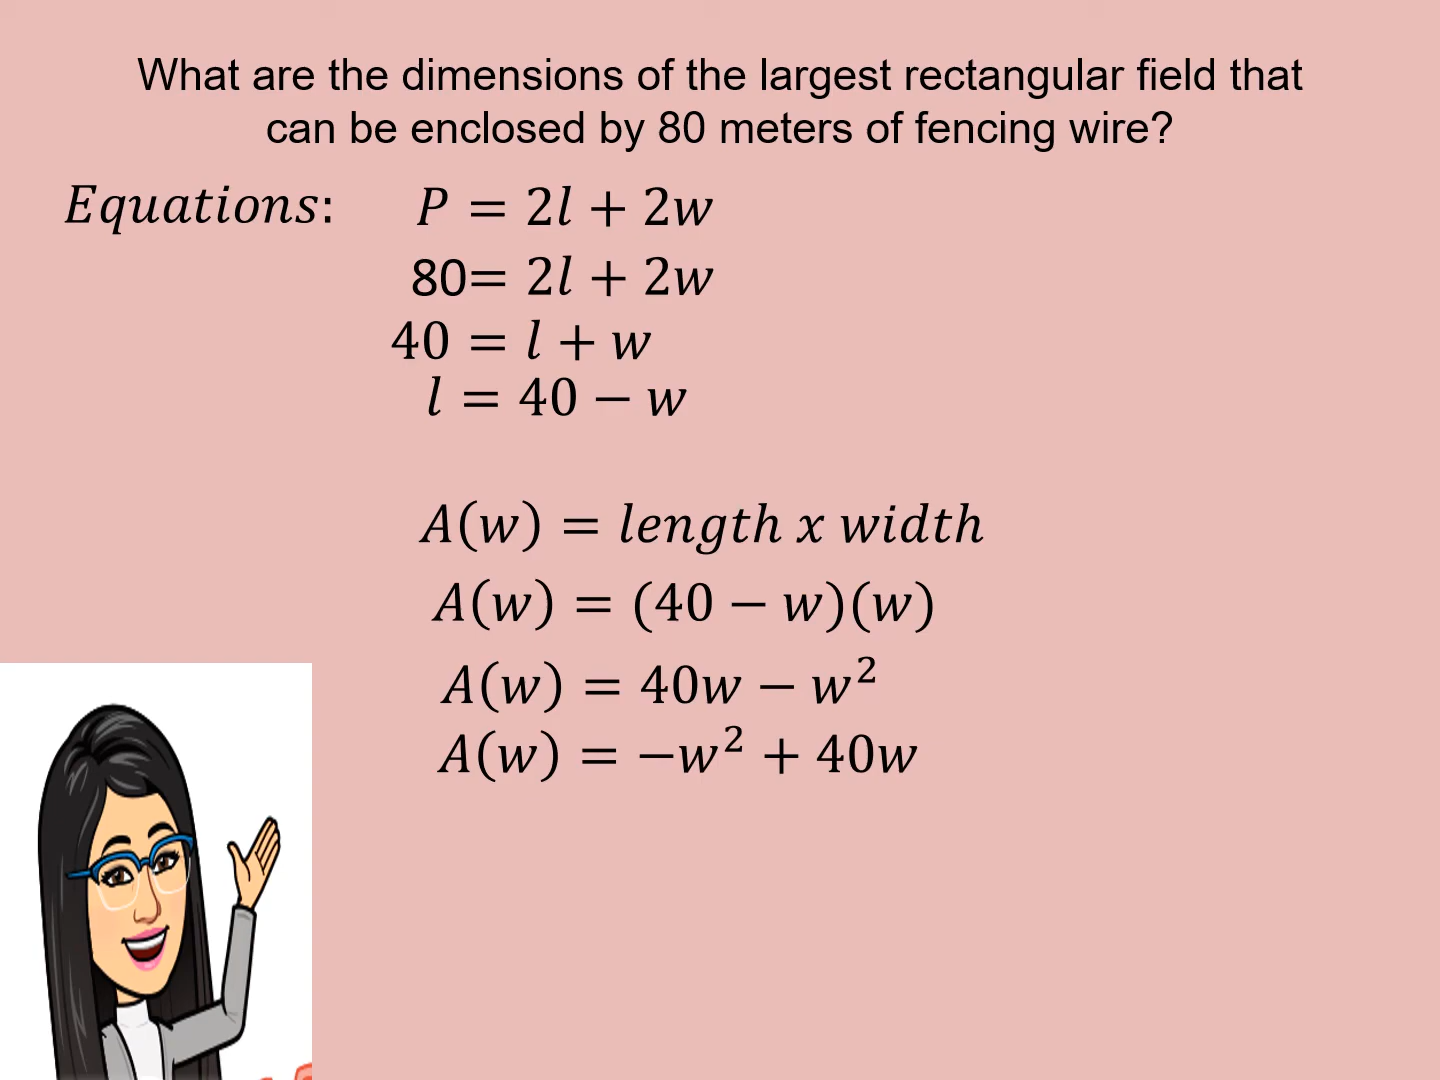 What are the dimensions of the largest rectangular field that
can be enclosed by 80 meters of fencing wire?
Equations: P = 2l + 2w
80= 2l + 2w
40 = l + w
l = 40 − w
A(w) = length x width
A(w) = (40 − w)(w)
A(w) = 40w − w²
A(w) = −w² + 40w